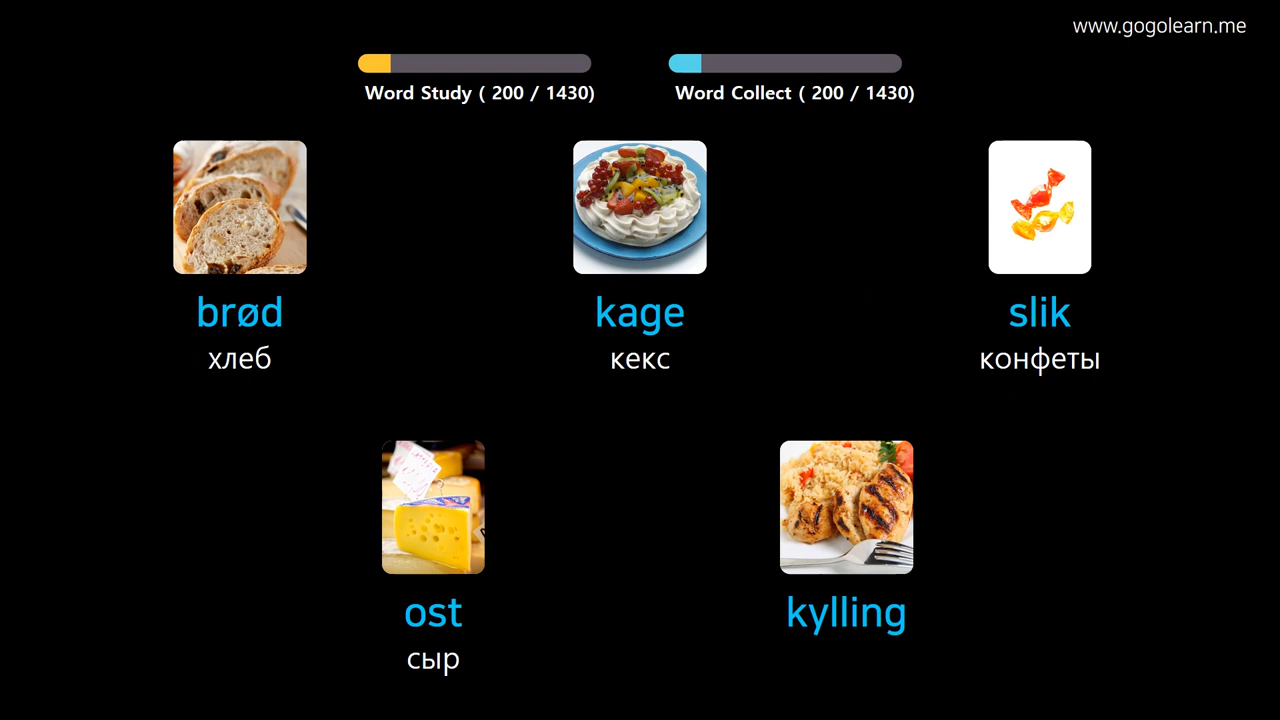 www.gogolearn.me
Word Study ( 200 / 1430)
Word Collect ( 200 / 1430)
brød
хлеб
kage
кекс
slik
конфеты
ost
сыр
kylling